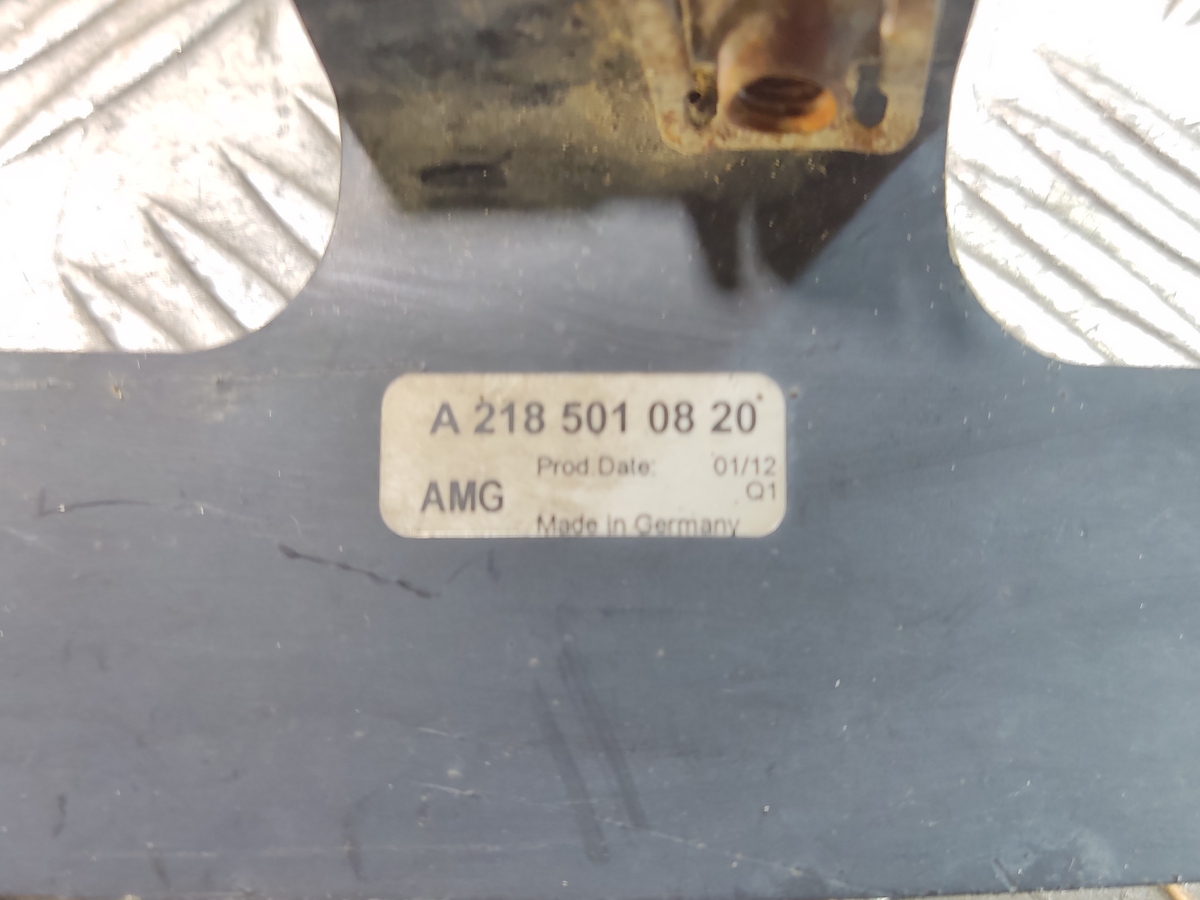 A 218 501 08 20
Prod.Date: 01/12
AMG Q1
Made in Germany